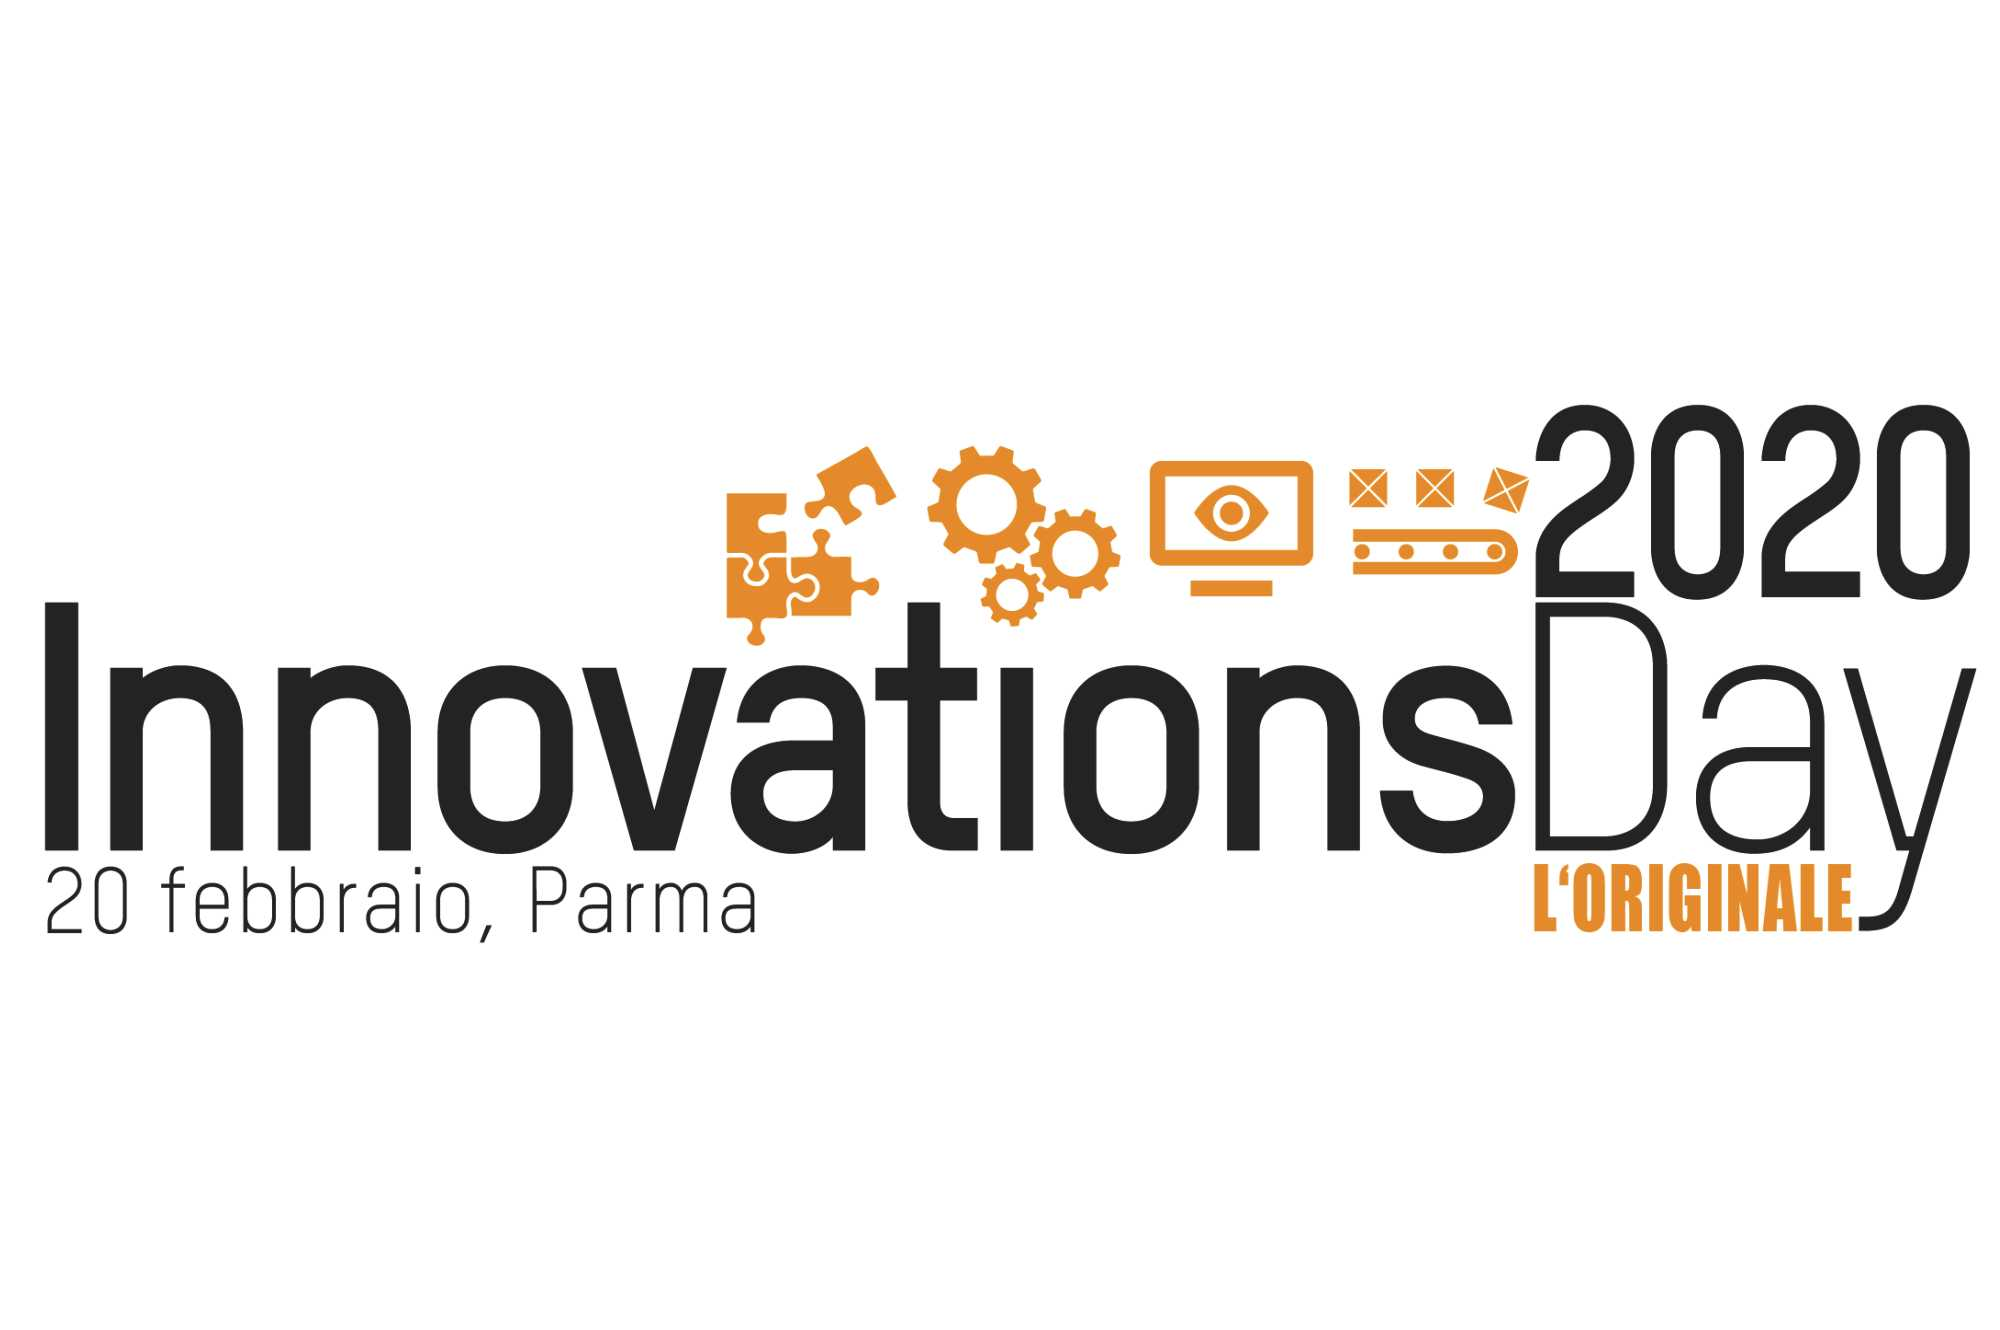 2020
InnovationsDay
20 febbraio, Parma
L‘ORIGINALE